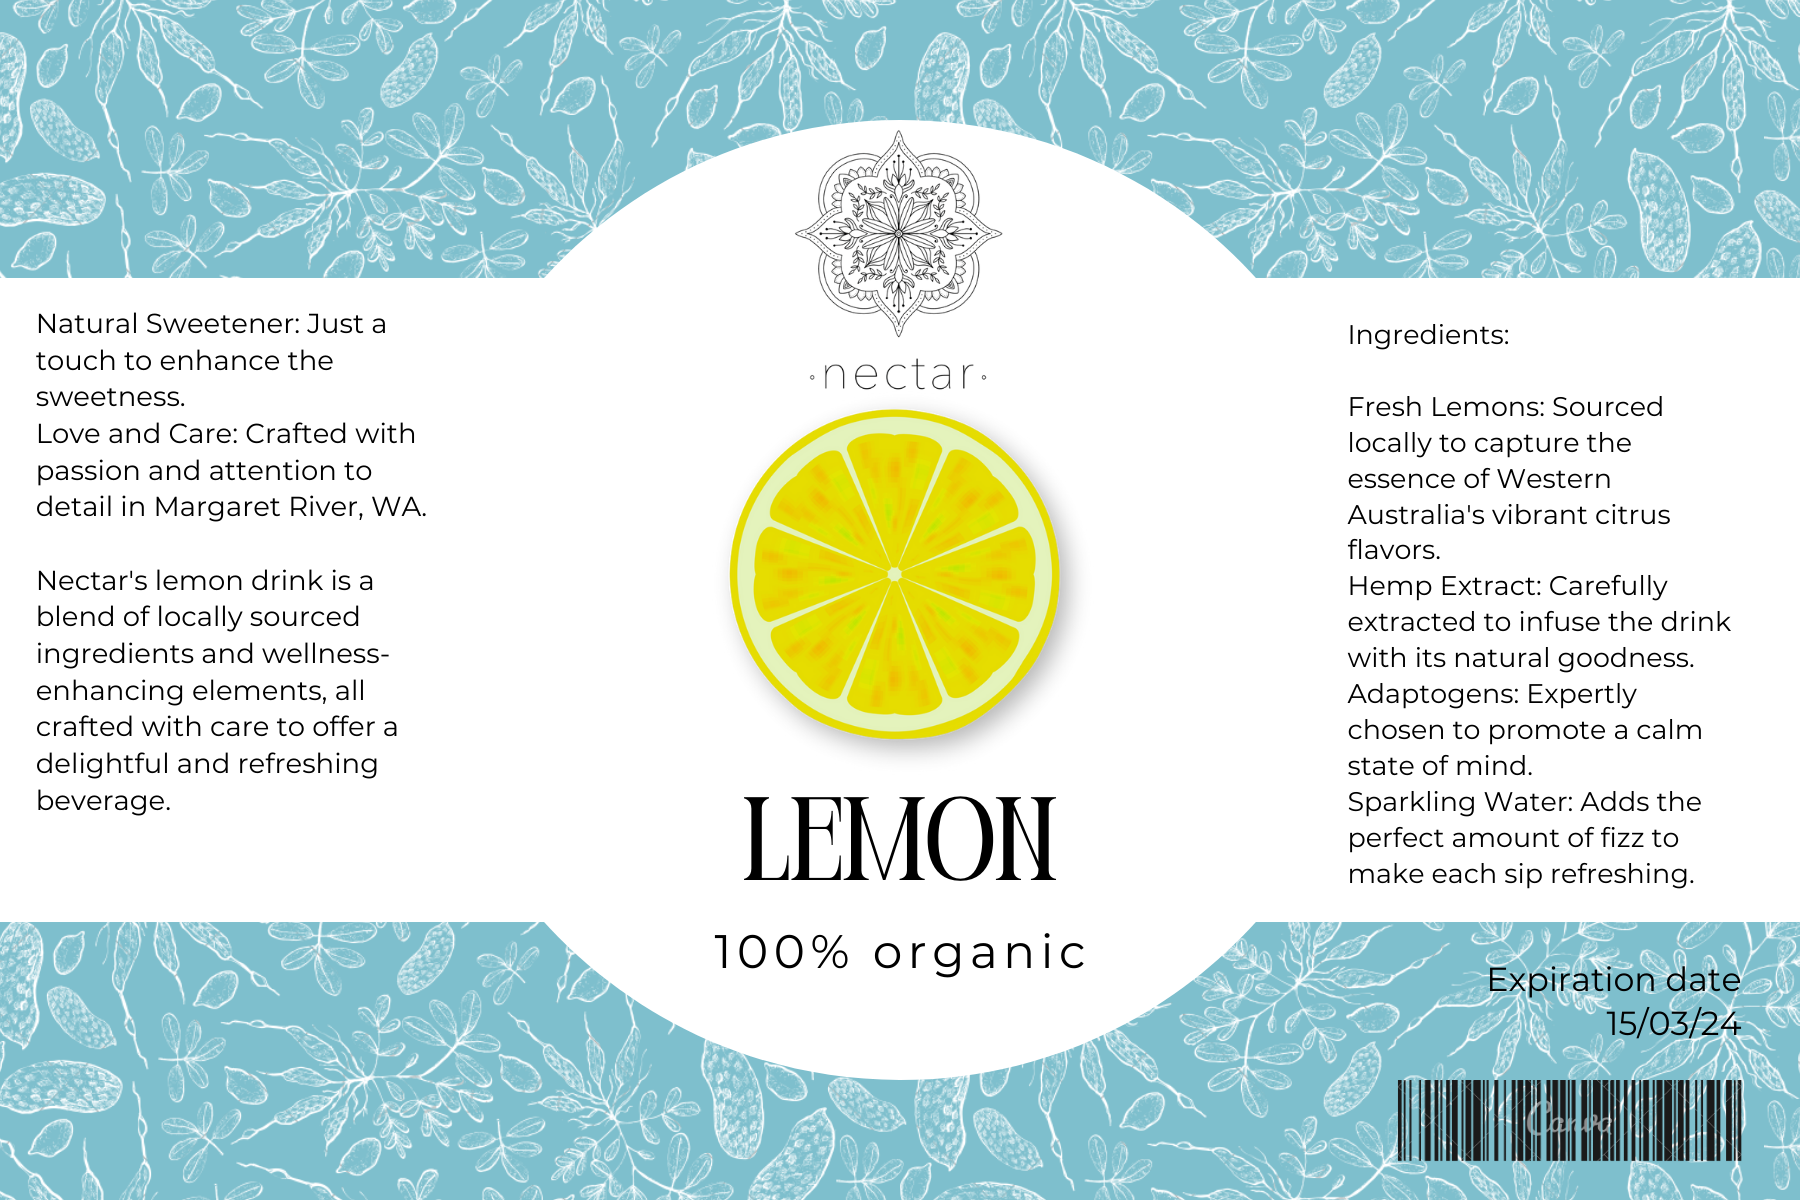 ·nectar·
LEMON
100% organic
Natural Sweetener: Just a
touch to enhance the
sweetness.
Love and Care: Crafted with
passion and attention to
detail in Margaret River, WA.
Nectar's lemon drink is a
blend of locally sourced
ingredients and wellness-
enhancing elements, all
crafted with care to offer a
delightful and refreshing
beverage.
Ingredients:
Fresh Lemons: Sourced
locally to capture the
essence of Western
Australia's vibrant citrus
flavors.
Hemp Extract: Carefully
extracted to infuse the drink
with its natural goodness.
Adaptogens: Expertly
chosen to promote a calm
state of mind.
Sparkling Water: Adds the
perfect amount of fizz to
make each sip refreshing.
Expiration date
15/03/24
Canva